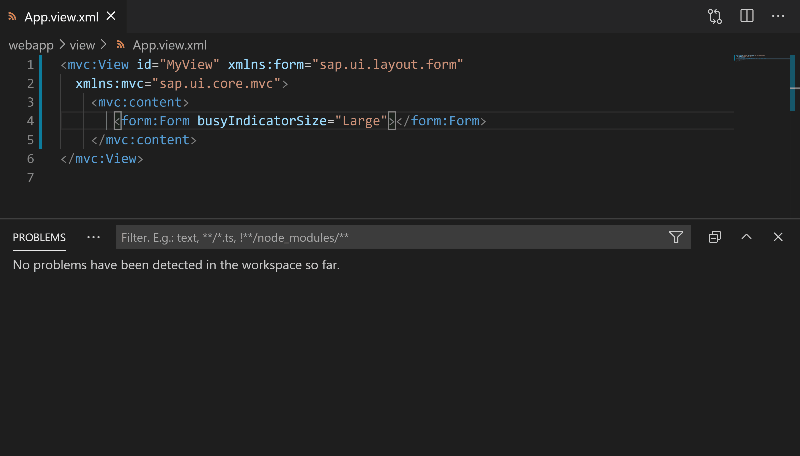 App.view.xml
webapp > view > App.view.xml
1 <mvc:View id="MyView" xmlns:form="sap.ui.layout.form"
2 xmlns:mvc="sap.ui.core.mvc">
3 <mvc:content>
4 <form:Form busyIndicatorSize="Large"></form:Form>
5 </mvc:content>
6 </mvc:View>
7
PROBLEMS ··· Filter. E.g.: text, **/*.ts, !**/node_modules/**
No problems have been detected in the workspace so far.